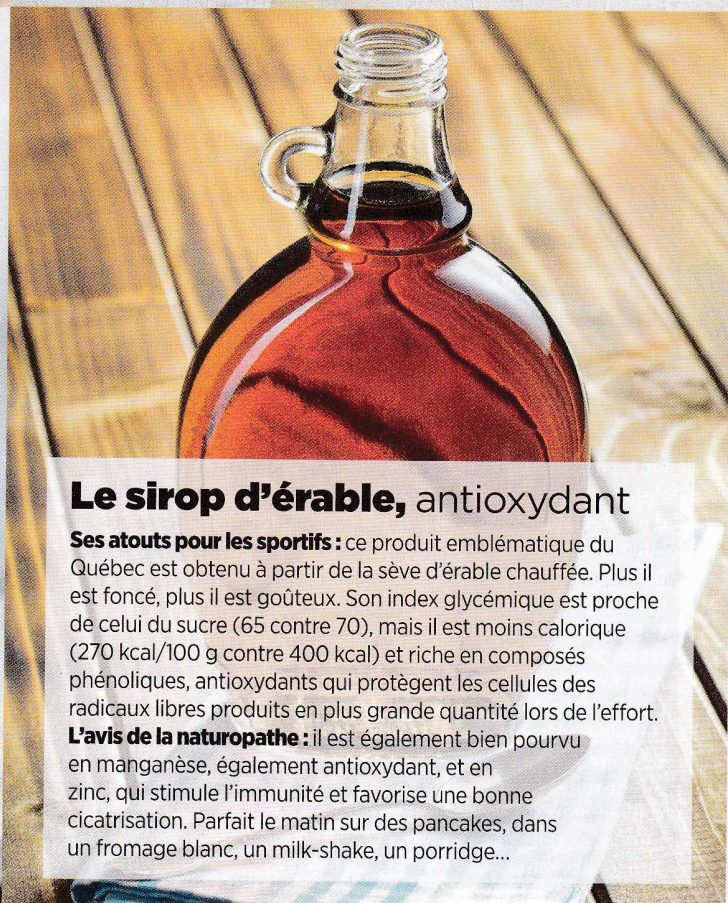 Le sirop d’érable, antioxydant
Ses atouts pour les sportifs : ce produit emblématique du
Québec est obtenu à partir de la sève d’érable chauffée. Plus il
est foncé, plus il est goûteux. Son index glycémique est proche
de celui du sucre (65 contre 70), mais il est moins calorique
(270 kcal/100 g contre 400 kcal) et riche en composés
phénoliques, antioxydants qui protègent les cellules des
radicaux libres produits en plus grande quantité lors de l’effort.
L’avis de la naturopathe : il est également bien pourvu
en manganèse, également antioxydant, et en
zinc, qui stimule l’immunité et favorise une bonne
cicatrisation. Parfait le matin sur des pancakes, dans
un fromage blanc, un milk-shake, un porridge...